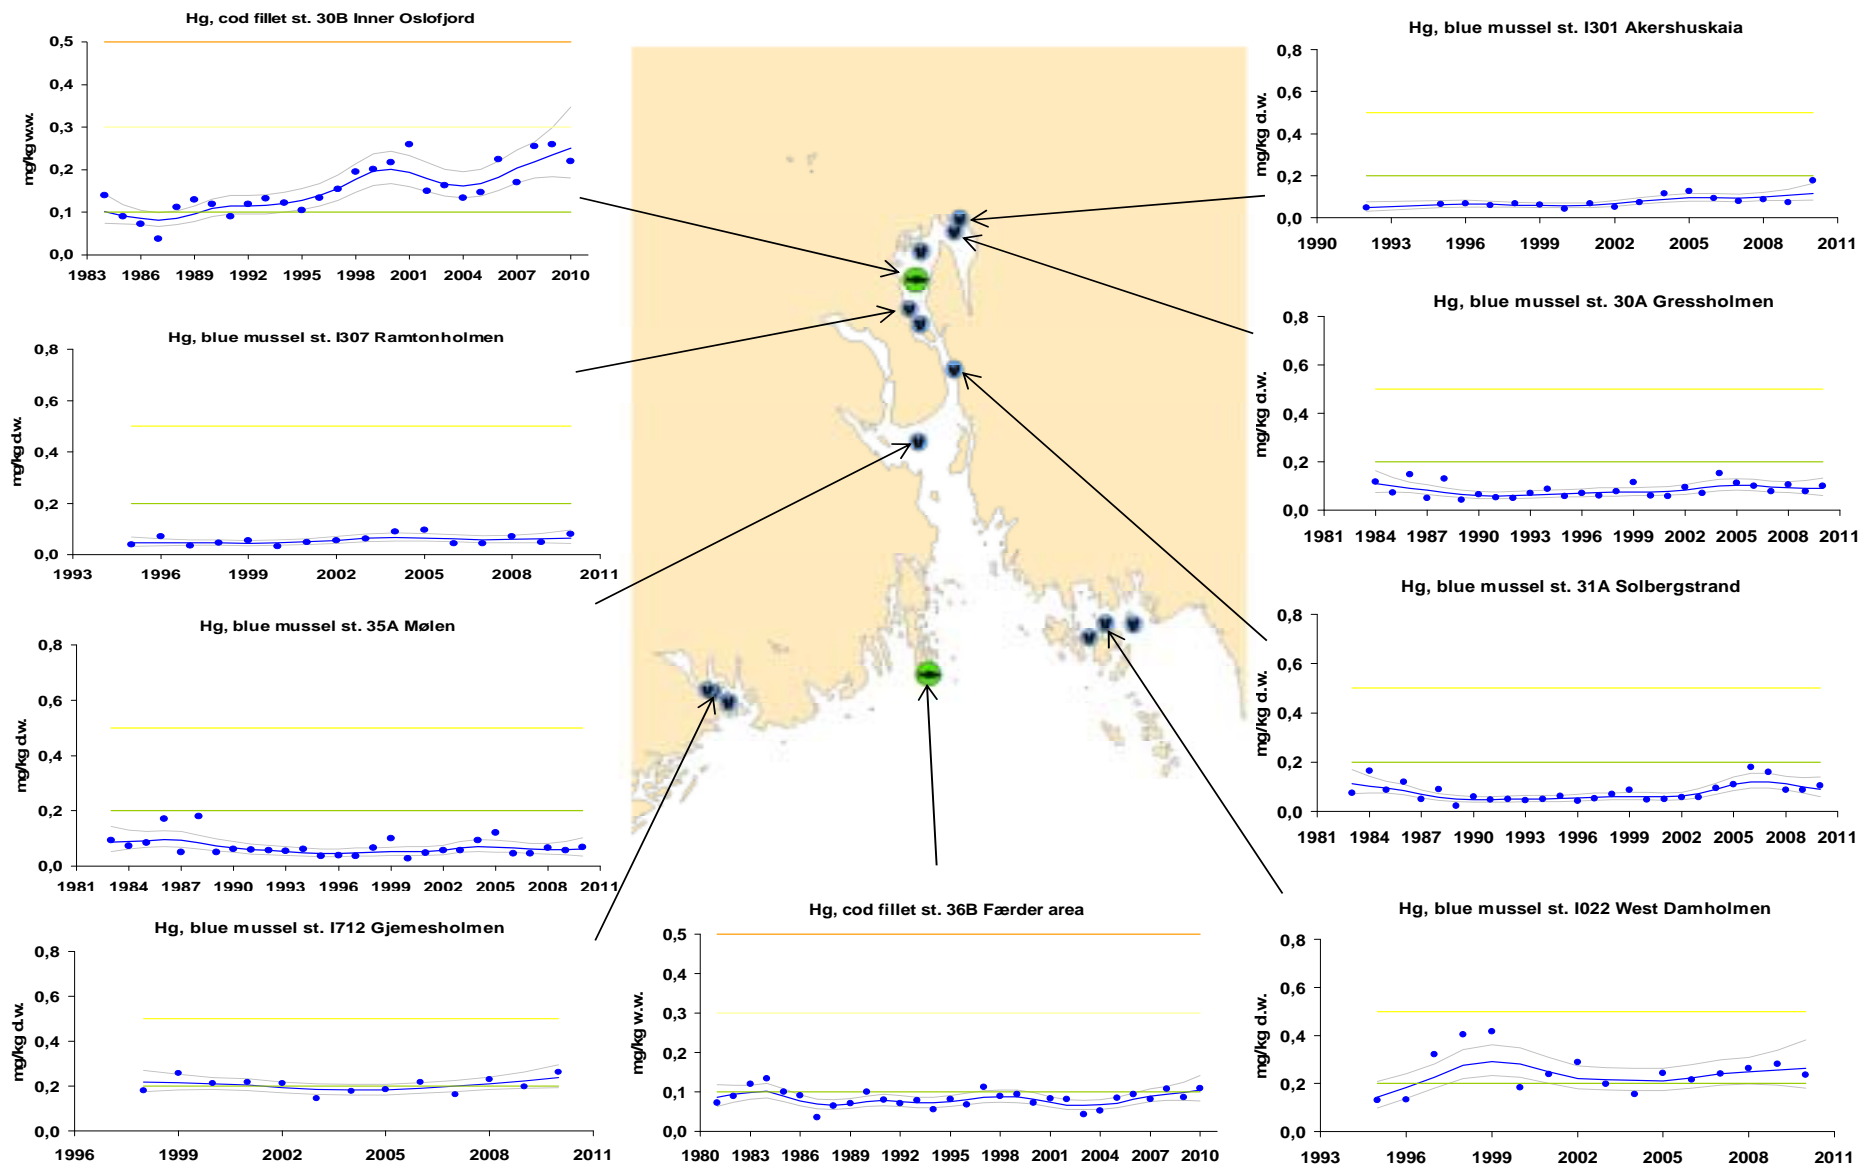 Hg, cod fillet st. 30B Inner Oslofjord
mg/kg w.w.
0,5
0,4
0,3
0,2
0,1
0,0
1983 1986 1989 1992 1995 1998 2001 2004 2007 2010
Hg, blue mussel st. I301 Akershuskaia
mg/kg d.w.
0,8
0,6
0,4
0,2
0,0
1990 1993 1996 1999 2002 2005 2008 2011
Hg, blue mussel st. I307 Ramtonholmen
mg/kg d.w.
0,8
0,6
0,4
0,2
0,0
1993 1996 1999 2002 2005 2008 2011
Hg, blue mussel st. 30A Gressholmen
mg/kg d.w.
0,8
0,6
0,4
0,2
0,0
1981 1984 1987 1990 1993 1996 1999 2002 2005 2008 2011
Hg, blue mussel st. 35A Mølen
mg/kg d.w.
0,8
0,6
0,4
0,2
0,0
1981 1984 1987 1990 1993 1996 1999 2002 2005 2008 2011
Hg, blue mussel st. 31A Solbergstrand
mg/kg d.w.
0,8
0,6
0,4
0,2
0,0
1981 1984 1987 1990 1993 1996 1999 2002 2005 2008 2011
Hg, blue mussel st. I712 Gjemesholmen
mg/kg d.w.
0,8
0,6
0,4
0,2
0,0
1996 1999 2002 2005 2008 2011
Hg, cod fillet st. 36B Færder area
mg/kg w.w.
0,5
0,4
0,3
0,2
0,1
0,0
1980 1983 1986 1989 1992 1995 1998 2001 2004 2007 2010
Hg, blue mussel st. I022 West Damholmen
mg/kg d.w.
0,8
0,6
0,4
0,2
0,0
1993 1996 1999 2002 2005 2008 2011